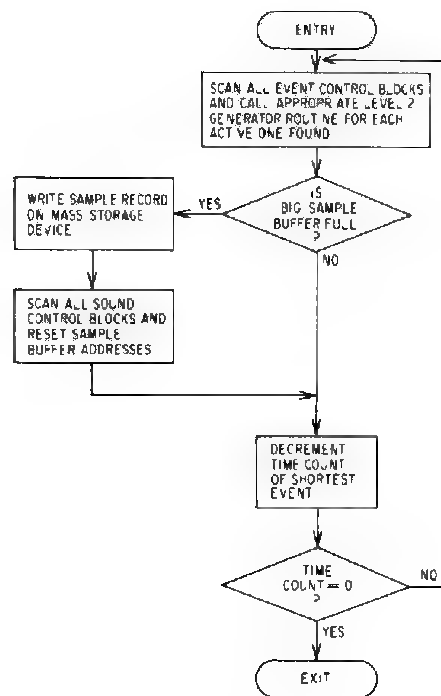 ENTRY
SCAN ALL EVENT CONTROL BLOCKS
AND CALL APPROPRIATE LEVEL 2
GENERATOR ROUTINE FOR EACH
ACTIVE ONE FOUND
IS
BIG SAMPLE
BUFFER FULL
?
YES
NO
WRITE SAMPLE RECORD
ON MASS STORAGE
DEVICE
SCAN ALL SOUND
CONTROL BLOCKS AND
RESET SAMPLE
BUFFER ADDRESSES
DECREMENT
TIME COUNT
OF SHORTEST
EVENT
TIME
COUNT = 0
?
NO
YES
EXIT